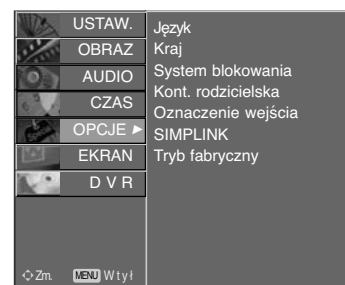 USTAW.
OBRAZ
AUDIO
CZAS
OPCJE ►
EKRAN
D V R
Zm. MENU Wtył
Język
Kraj
System blokowania
Kont. rodzicielska
Oznaczenie wejścia
SIMPLINK
Tryb fabryczny